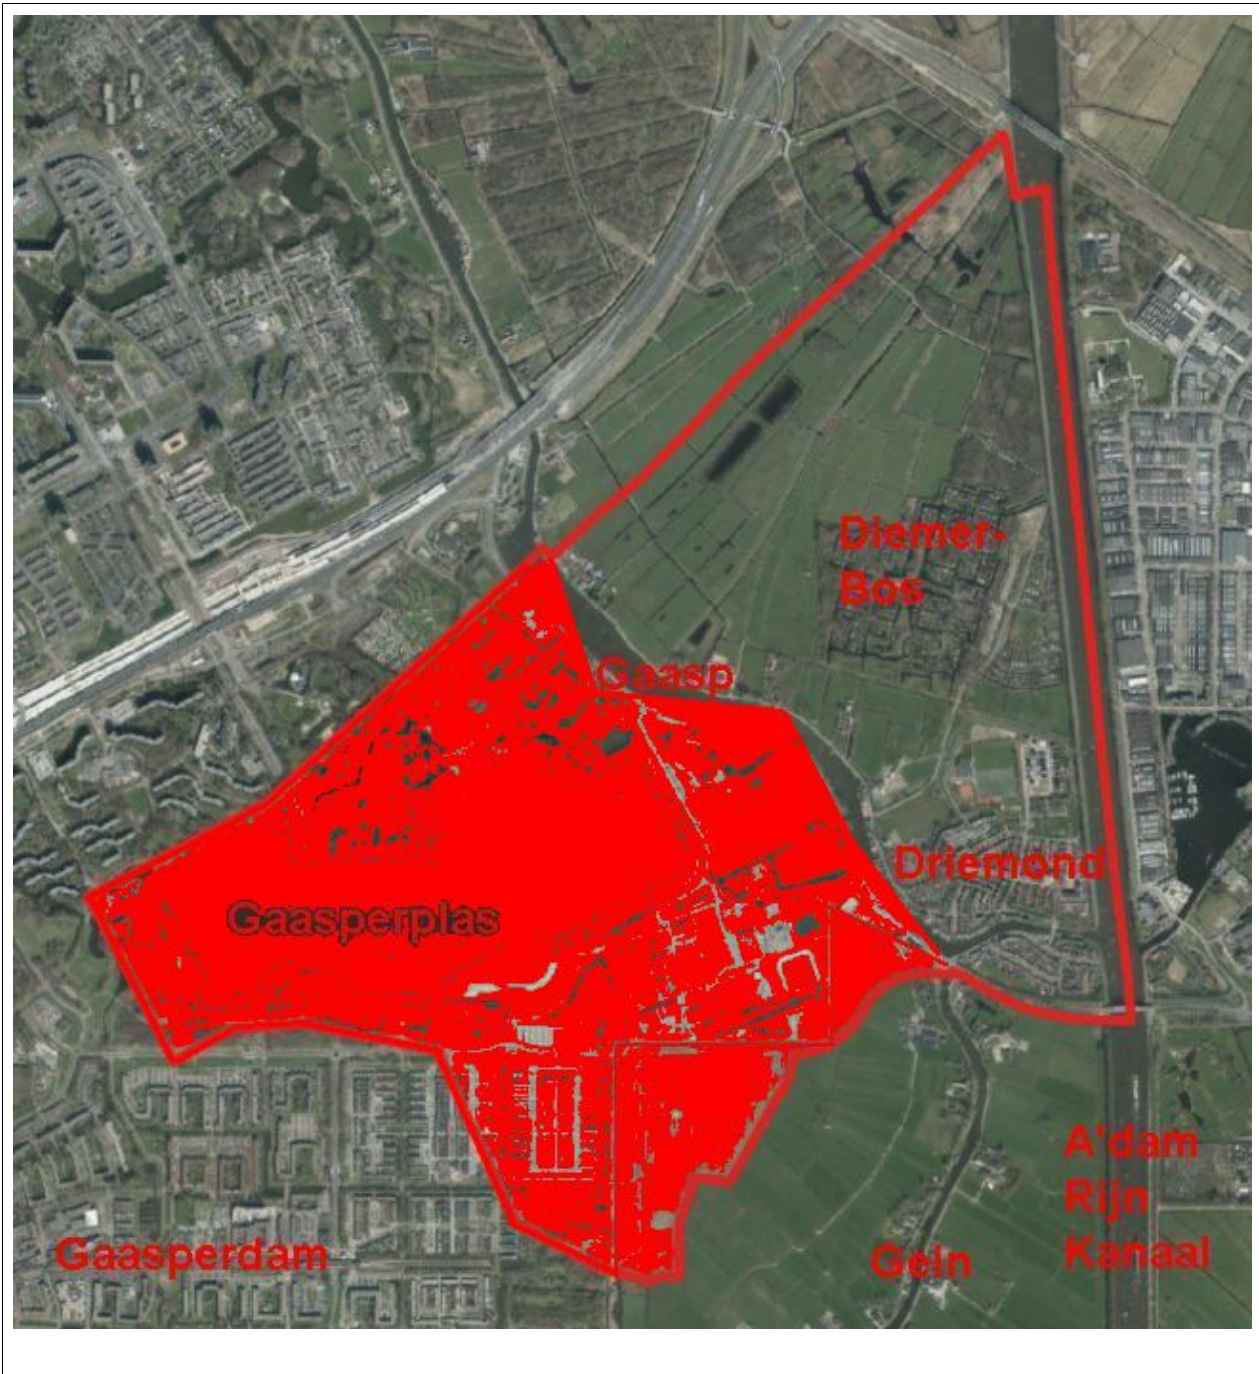 Diemer-
Bos
Gaasp
Driemond
Gaasperplas
A'dam
Rijn
Kanaal
Gaasperdam
Gein